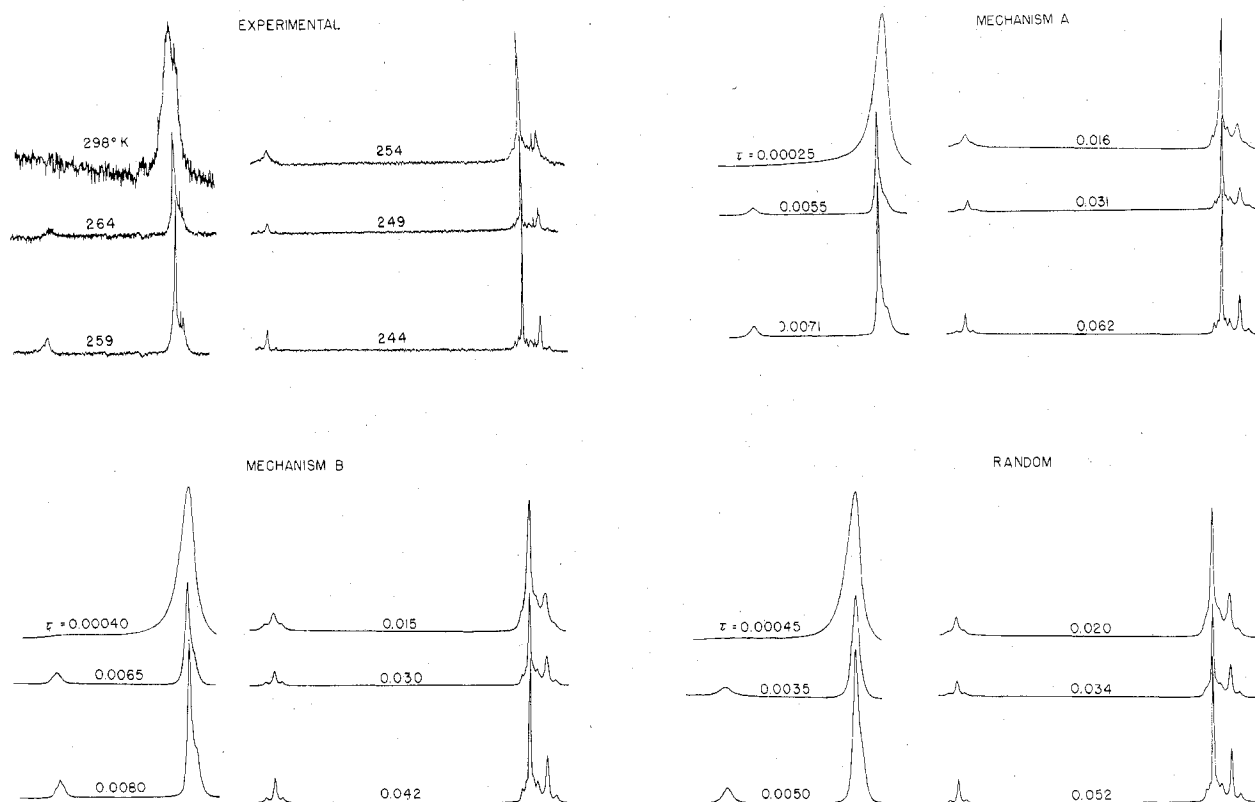 EXPERIMENTAL
298°K
264
259
254
249
244
MECHANISM A
τ = 0.00025
0.0055
0.0071
0.016
0.031
0.062
MECHANISM B
τ = 0.00040
0.0065
0.0080
0.015
0.030
0.042
RANDOM
τ = 0.00045
0.0035
0.0050
0.020
0.034
0.052